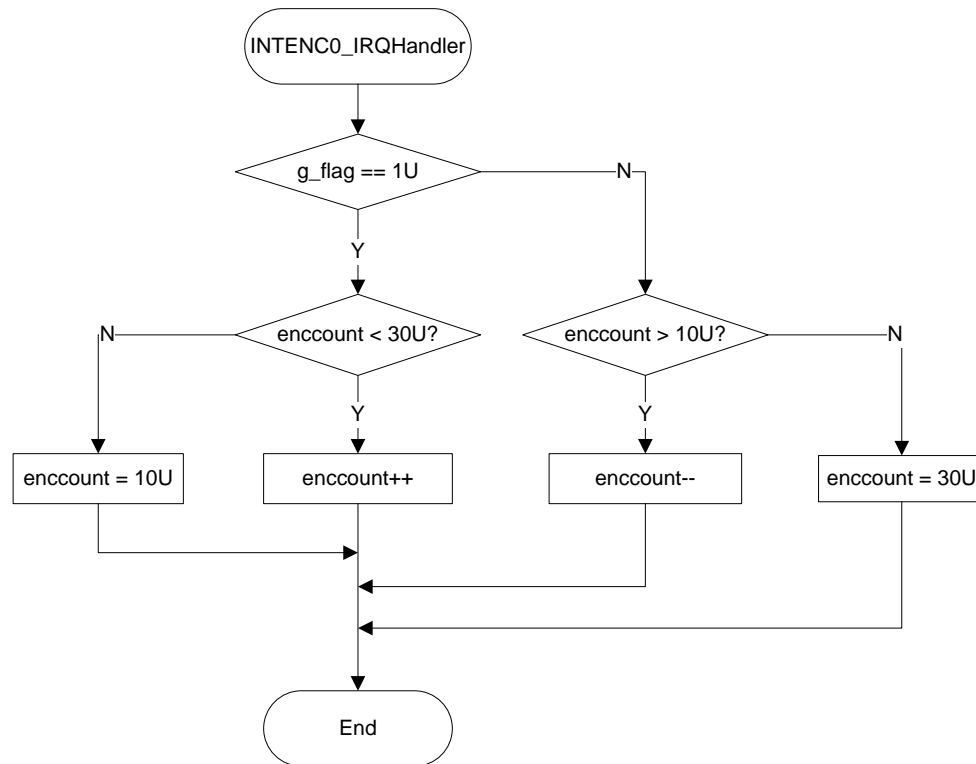 INTENC0_IRQHandler
g_flag == 1U
N
Y
enccount < 30U?
N
enccount > 10U?
N
Y
Y
enccount = 10U
enccount++
enccount--
enccount = 30U
End